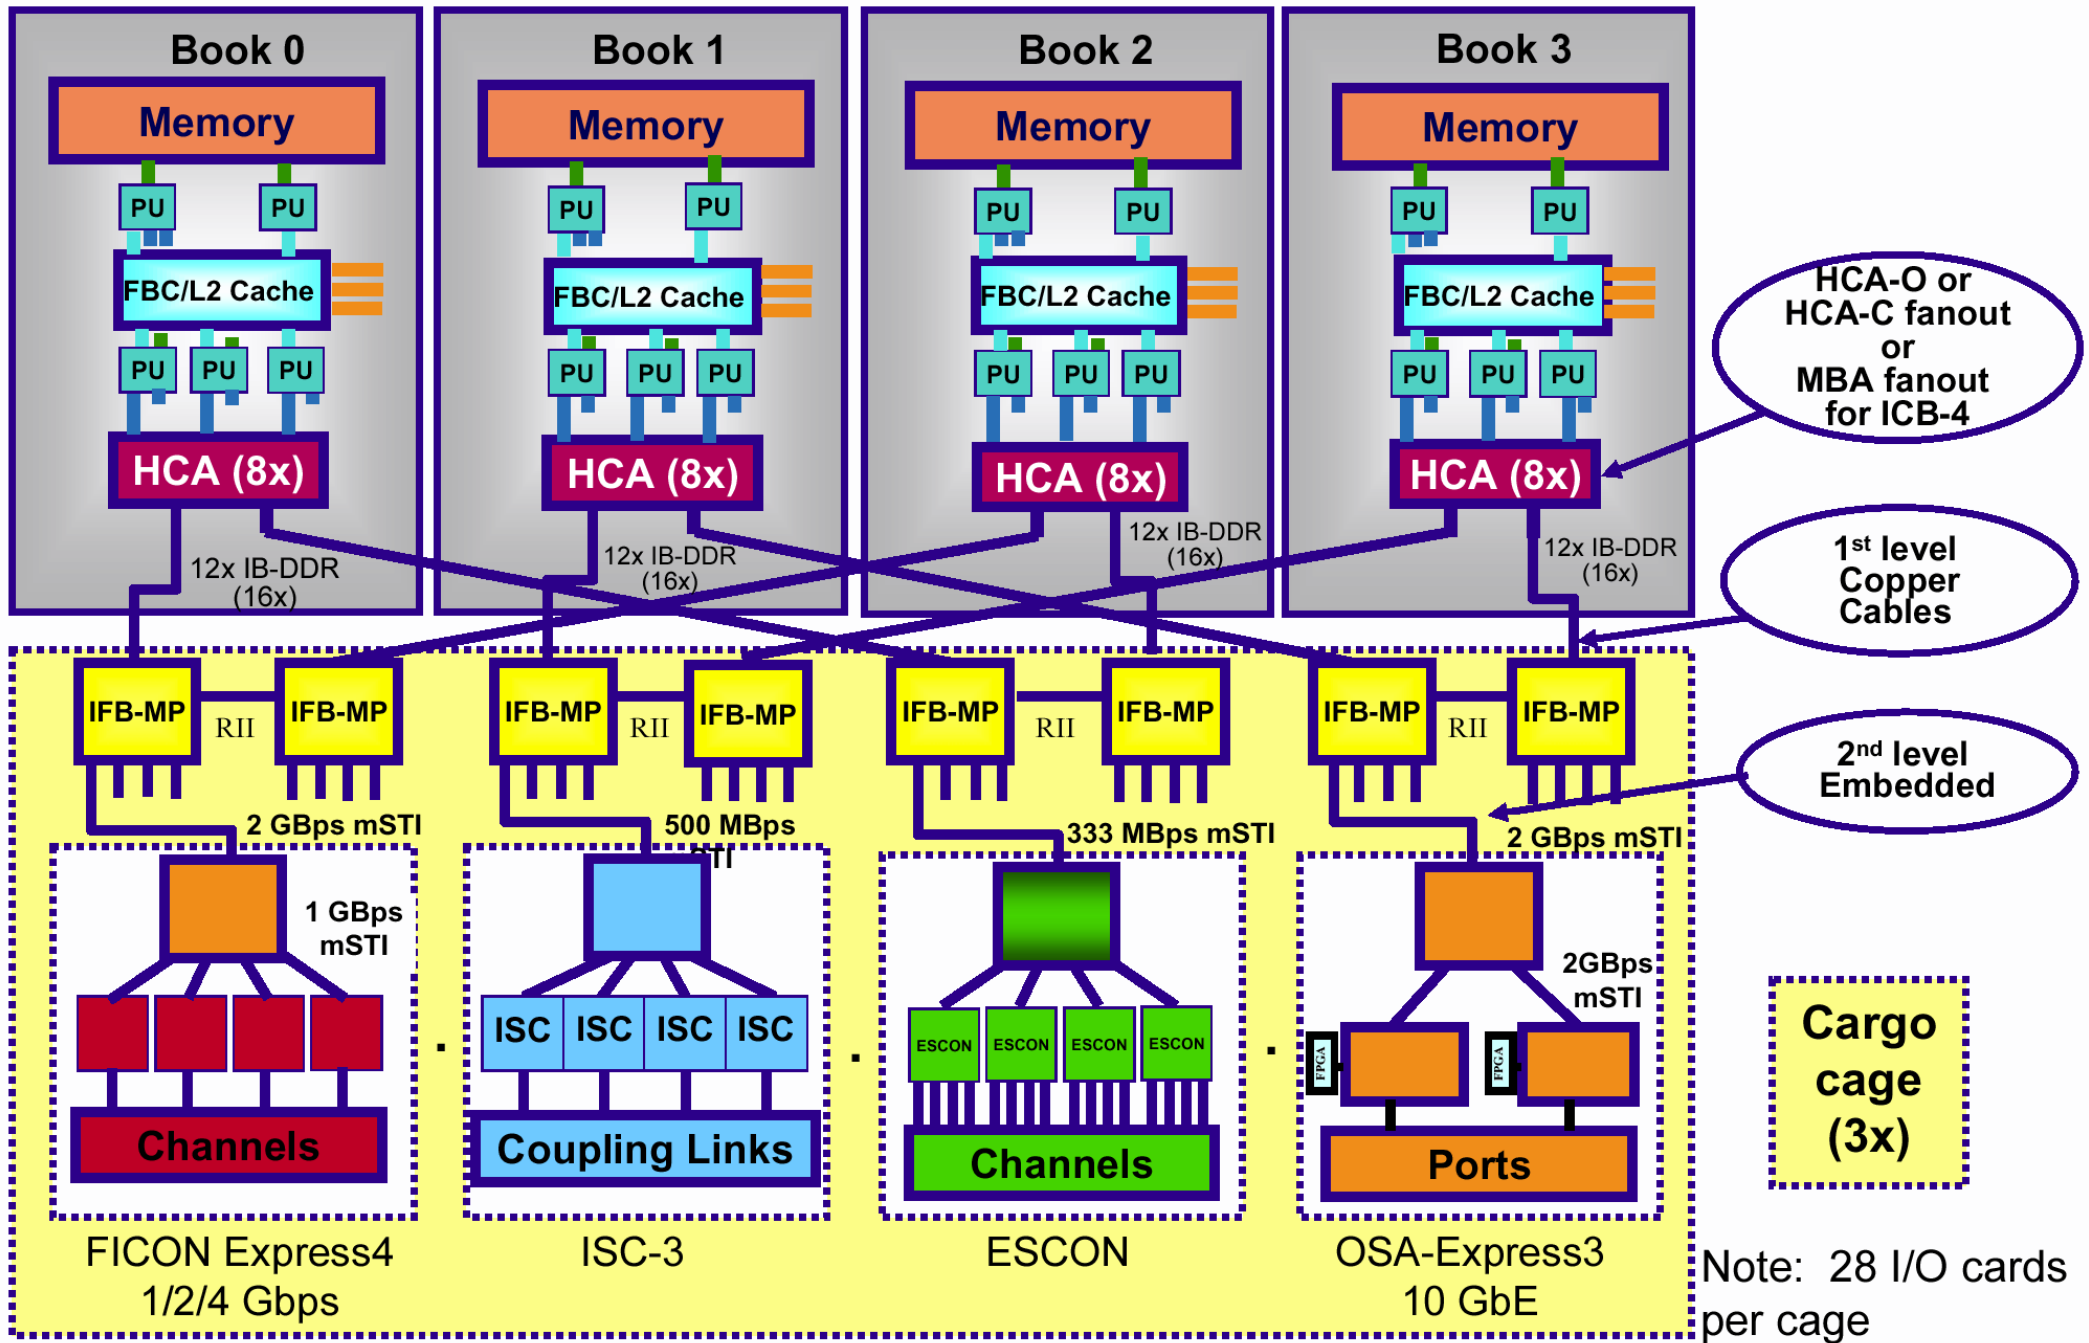 Book 0
Book 1
Book 2
Book 3
Memory
Memory
Memory
Memory
PU
PU
PU
PU
PU
PU
PU
PU
FBC/L2 Cache
FBC/L2 Cache
FBC/L2 Cache
FBC/L2 Cache
PU
PU
PU
PU
PU
PU
PU
PU
PU
PU
PU
PU
HCA (8x)
HCA (8x)
HCA (8x)
HCA (8x)
HCA-O or
HCA-C fanout
or
MBA fanout
for ICB-4
12x IB-DDR
(16x)
12x IB-DDR
(16x)
12x IB-DDR
(16x)
12x IB-DDR
(16x)
1st level
Copper
Cables
IFB-MP
RII
IFB-MP
IFB-MP
RII
IFB-MP
IFB-MP
RII
IFB-MP
IFB-MP
RII
IFB-MP
2nd level
Embedded
2 GBps mSTI
500 MBps
STI
333 MBps mSTI
2 GBps mSTI
1 GBps
mSTI
2GBps
mSTI
ISC
ISC
ISC
ISC
ESCON
ESCON
ESCON
ESCON
FPGA
FPGA
Channels
Coupling Links
Channels
Ports
FICON Express4
1/2/4 Gbps
ISC-3
ESCON
OSA-Express3
10 GbE
Cargo
cage
(3x)
Note: 28 I/O cards
per cage